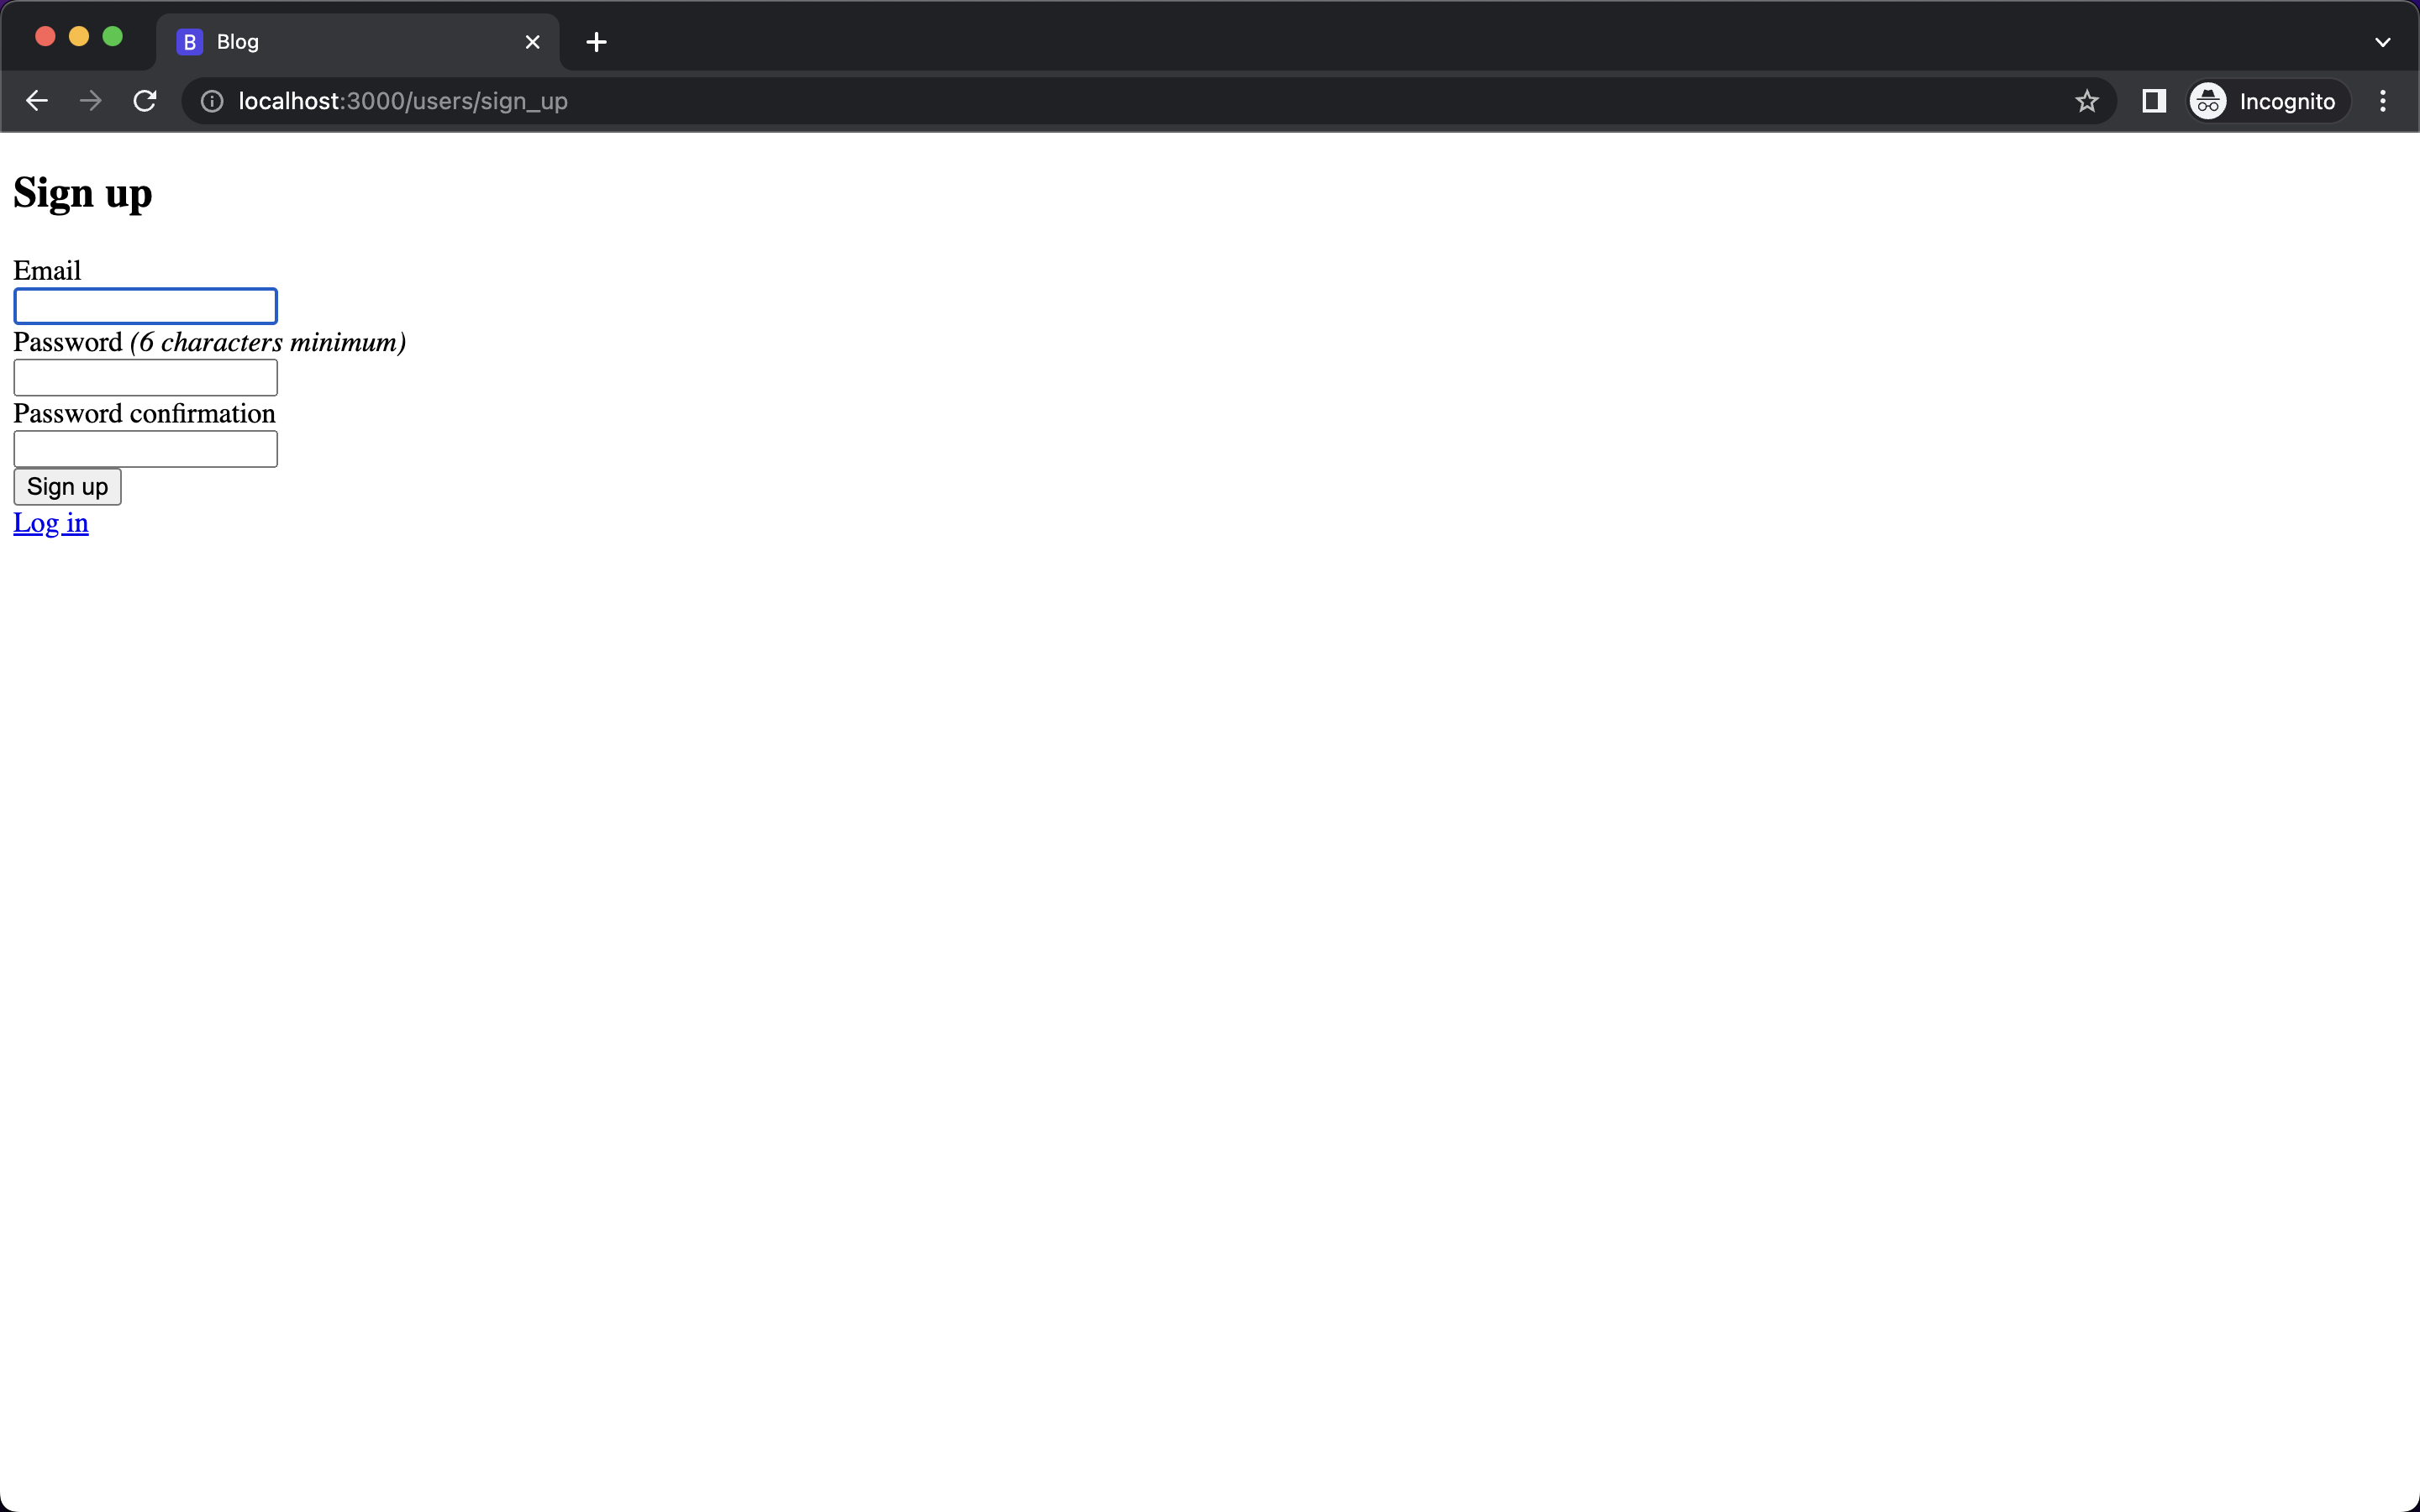 B Blog
localhost:3000/users/sign_up
Incognito
Sign up
Email
Password (6 characters minimum)
Password confirmation
Sign up
Log in